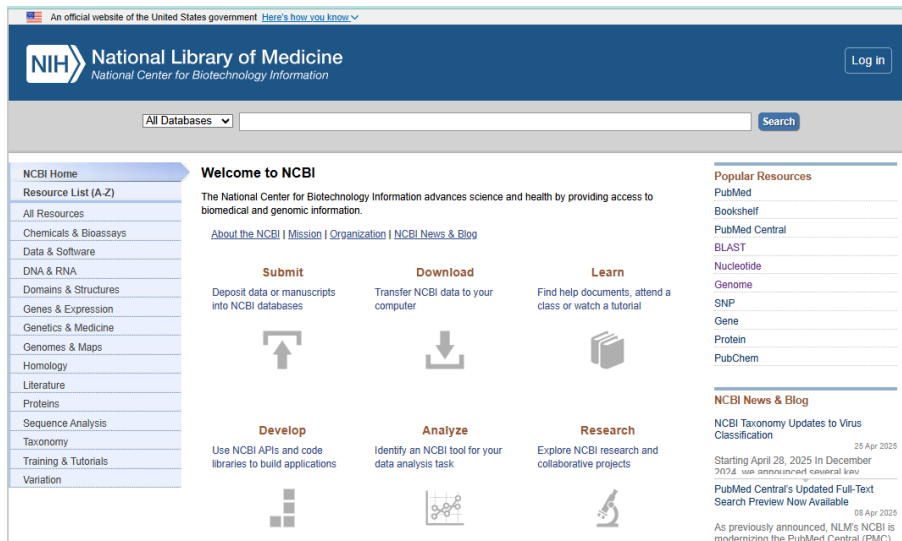 An official website of the United States government Here's how you know
NIH National Library of Medicine
National Center for Biotechnology Information
Log in
All Databases
Search
NCBI Home
Resource List (A-Z)
All Resources
Chemicals & Bioassays
Data & Software
DNA & RNA
Domains & Structures
Genes & Expression
Genetics & Medicine
Genomes & Maps
Homology
Literature
Proteins
Sequence Analysis
Taxonomy
Training & Tutorials
Variation
Welcome to NCBI
The National Center for Biotechnology Information advances science and health by providing access to
biomedical and genomic information.
About the NCBI | Mission | Organization | NCBI News & Blog
Submit
Deposit data or manuscripts
into NCBI databases
Download
Transfer NCBI data to your
computer
Learn
Find help documents, attend a
class or watch a tutorial
Develop
Use NCBI APIs and code
libraries to build applications
Analyze
Identify an NCBI tool for your
data analysis task
Research
Explore NCBI research and
collaborative projects
Popular Resources
PubMed
Bookshelf
PubMed Central
BLAST
Nucleotide
Genome
SNP
Gene
Protein
PubChem
NCBI News & Blog
NCBI Taxonomy Updates to Virus
Classification
25 Apr 2025
Starting April 28, 2025 In December
2024, we announced several key
PubMed Central's Updated Full-Text
Search Preview Now Available
08 Apr 2025
As previously announced, NLM's NCBI is
modernizing the PubMed Central (PMC)